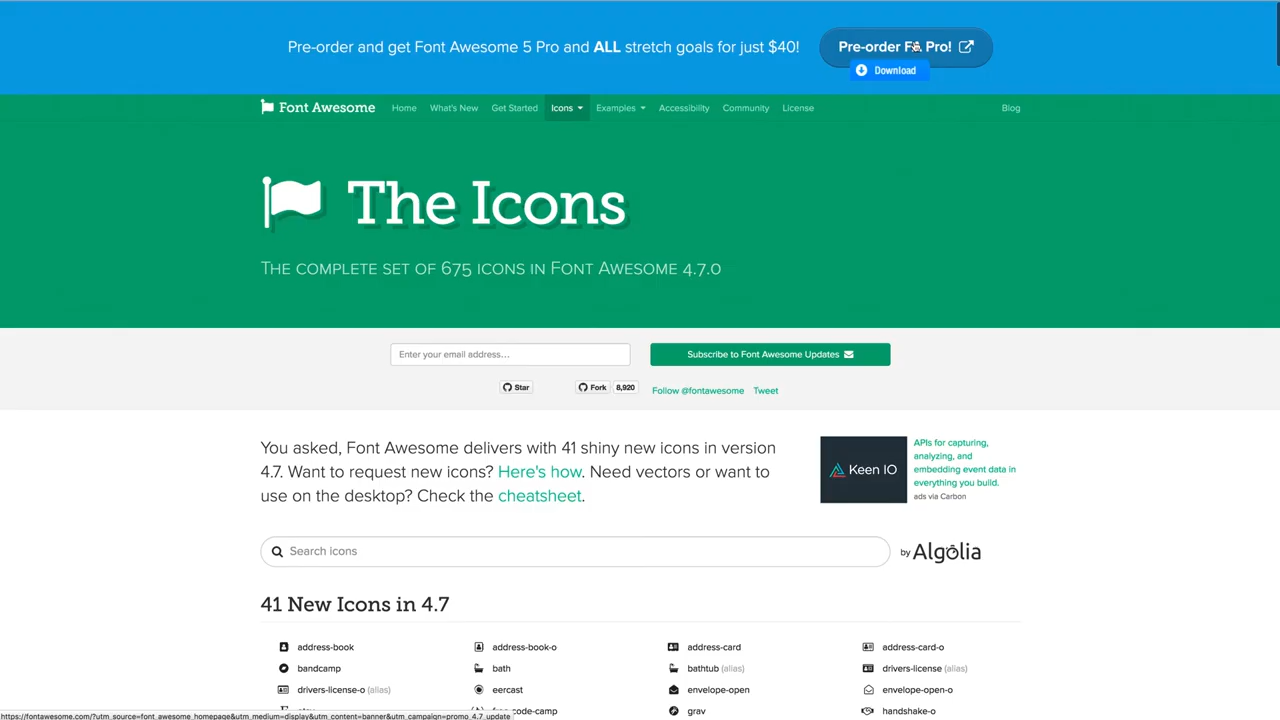 Pre-order and get Font Awesome 5 Pro and ALL stretch goals for just $40!
Pre-order FA Pro!
Download
Font Awesome Home What's New Get Started Icons Examples Accessibility Community License Blog
The Icons
THE COMPLETE SET OF 675 ICONS IN FONT AWESOME 4.7.0
Enter your email address...
Subscribe to Font Awesome Updates
Star Fork 8,920 Follow @fontawesome Tweet
You asked, Font Awesome delivers with 41 shiny new icons in version
4.7. Want to request new icons? Here's how. Need vectors or want to
use on the desktop? Check the cheatsheet.
Keen IO
APIs for capturing,
analyzing, and
embedding event data in
everything you build.
ads via Carbon
Search icons
by Algolia
41 New Icons in 4.7
address-book address-book-o address-card address-card-o
bandcamp bath bathtub (alias) drivers-license (alias)
drivers-license-o (alias) eercast envelope-open envelope-open-o
grav handshake-o
https://fontawesome.com/?utm_source=font_awesome_homepage&utm_medium=display&utm_content=banner&utm_campaign=promo_4.7_update